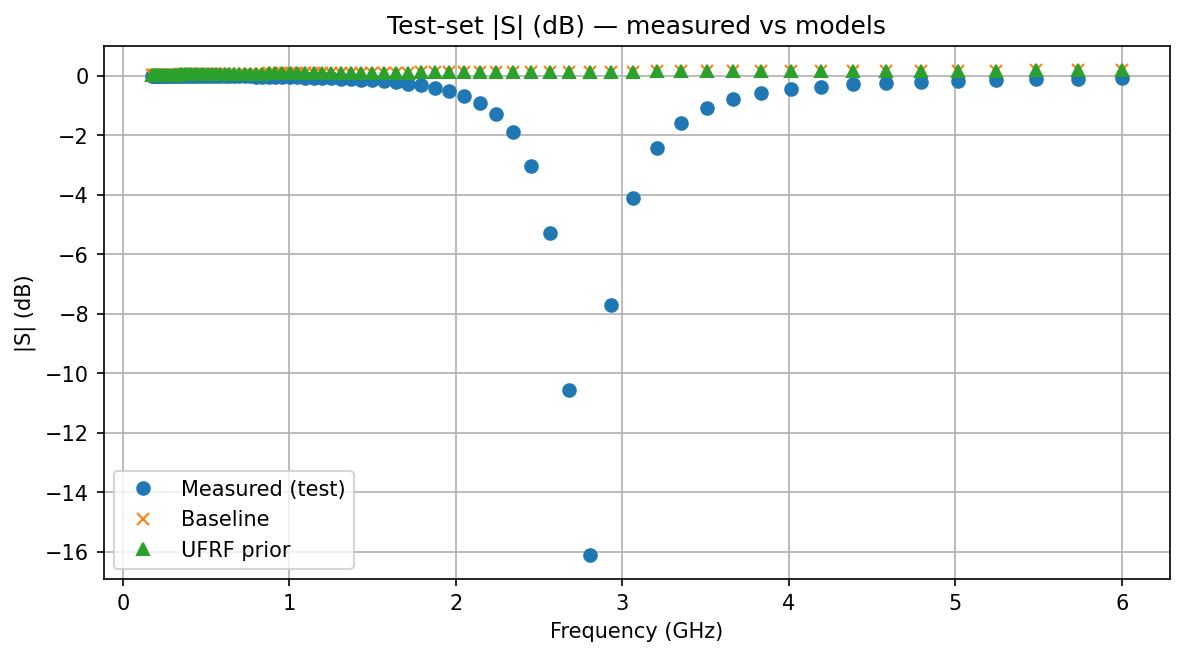 Test-set |S| (dB) — measured vs models
|S| (dB)
0
−2
−4
−6
−8
−10
−12
−14
−16
Measured (test)
Baseline
UFRF prior
0 1 2 3 4 5 6
Frequency (GHz)